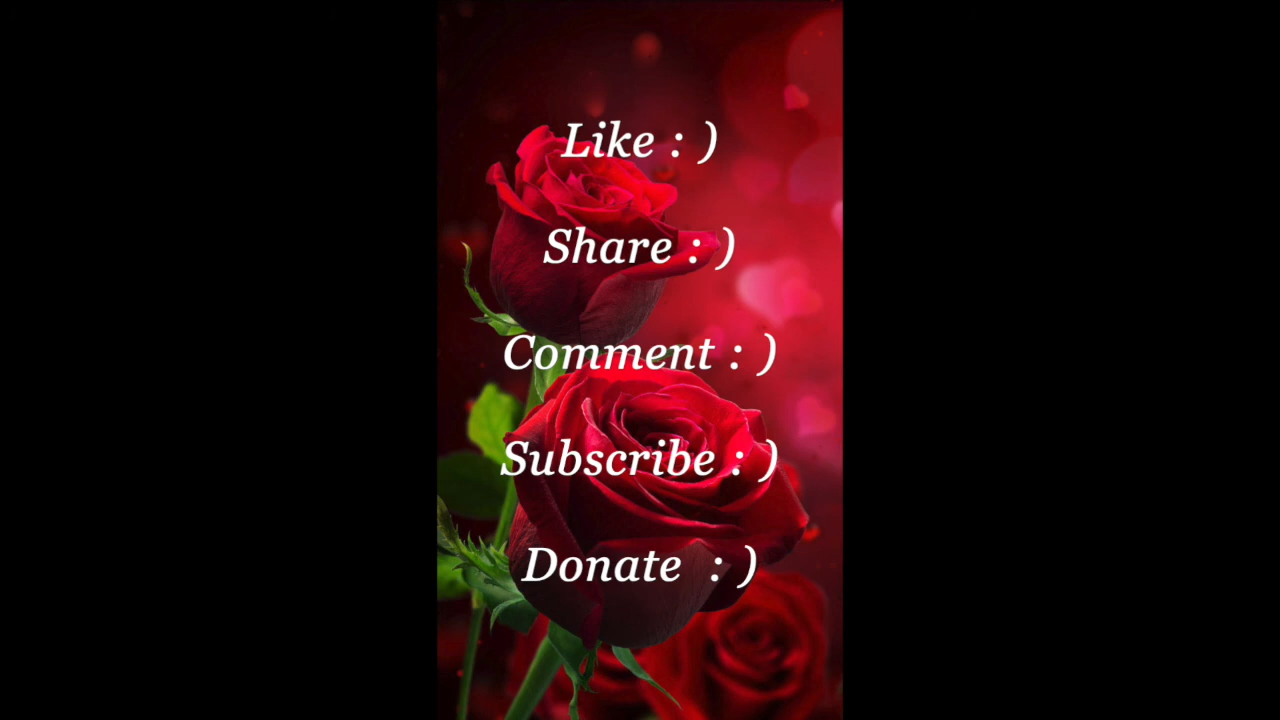 Like : )
Share : )
Comment : )
Subscribe : )
Donate : )